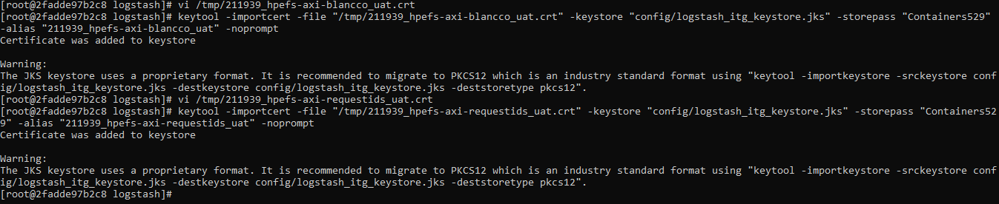 [root@2fadde97b2c8 logstash]# vi /tmp/211939_hpefs-axi-blancco_uat.crt
[root@2fadde97b2c8 logstash]# keytool -importcert -file "/tmp/211939_hpefs-axi-blancco_uat.crt" -keystore "config/logstash_itg_keystore.jks" -storepass "Containers529"
-alias "211939_hpefs-axi-blancco_uat" -noprompt
Certificate was added to keystore

Warning:
The JKS keystore uses a proprietary format. It is recommended to migrate to PKCS12 which is an industry standard format using "keytool -importkeystore -srckeystore conf
ig/logstash_itg_keystore.jks -destkeystore config/logstash_itg_keystore.jks -deststoretype pkcs12".
[root@2fadde97b2c8 logstash]# vi /tmp/211939_hpefs-axi-requestids_uat.crt
[root@2fadde97b2c8 logstash]# keytool -importcert -file "/tmp/211939_hpefs-axi-requestids_uat.crt" -keystore "config/logstash_itg_keystore.jks" -storepass "Containers52
9" -alias "211939_hpefs-axi-requestids_uat" -noprompt
Certificate was added to keystore

Warning:
The JKS keystore uses a proprietary format. It is recommended to migrate to PKCS12 which is an industry standard format using "keytool -importkeystore -srckeystore conf
ig/logstash_itg_keystore.jks -destkeystore config/logstash_itg_keystore.jks -deststoretype pkcs12".
[root@2fadde97b2c8 logstash]#